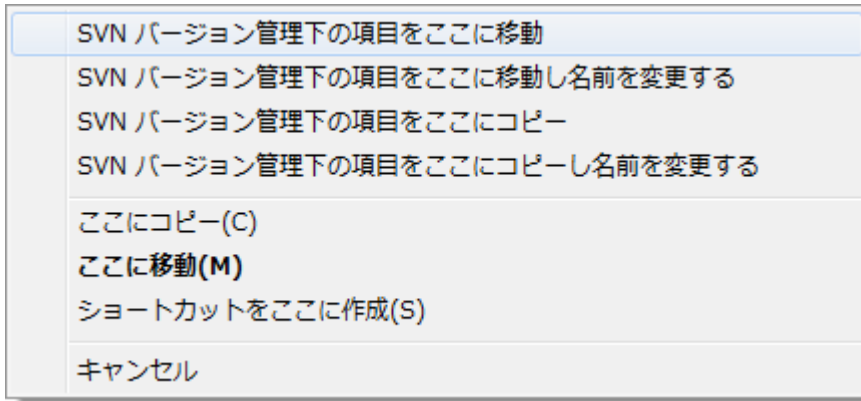 SVN バージョン管理下の項目をここに移動
SVN バージョン管理下の項目をここに移動し名前を変更する
SVN バージョン管理下の項目をここにコピー
SVN バージョン管理下の項目をここにコピーし名前を変更する
ここにコピー(C)
ここに移動(M)
ショートカットをここに作成(S)
キャンセル